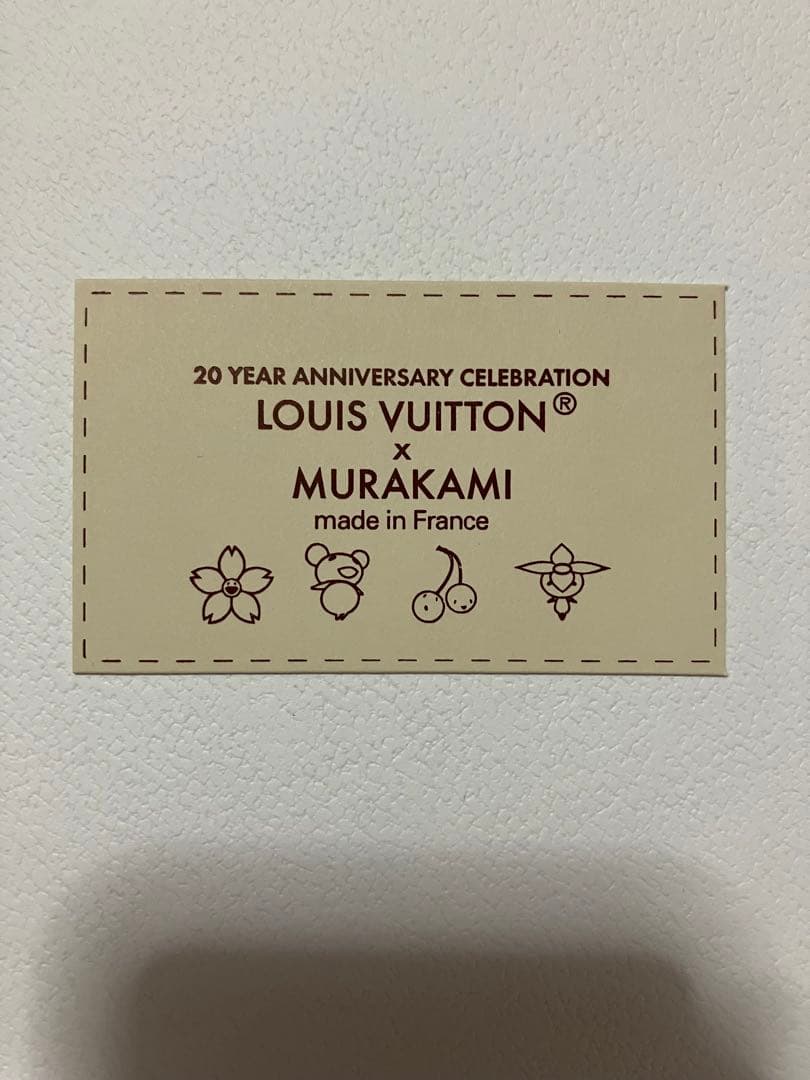 20 YEAR ANNIVERSARY CELEBRATION
LOUIS VUITTON®
x
MURAKAMI
made in France